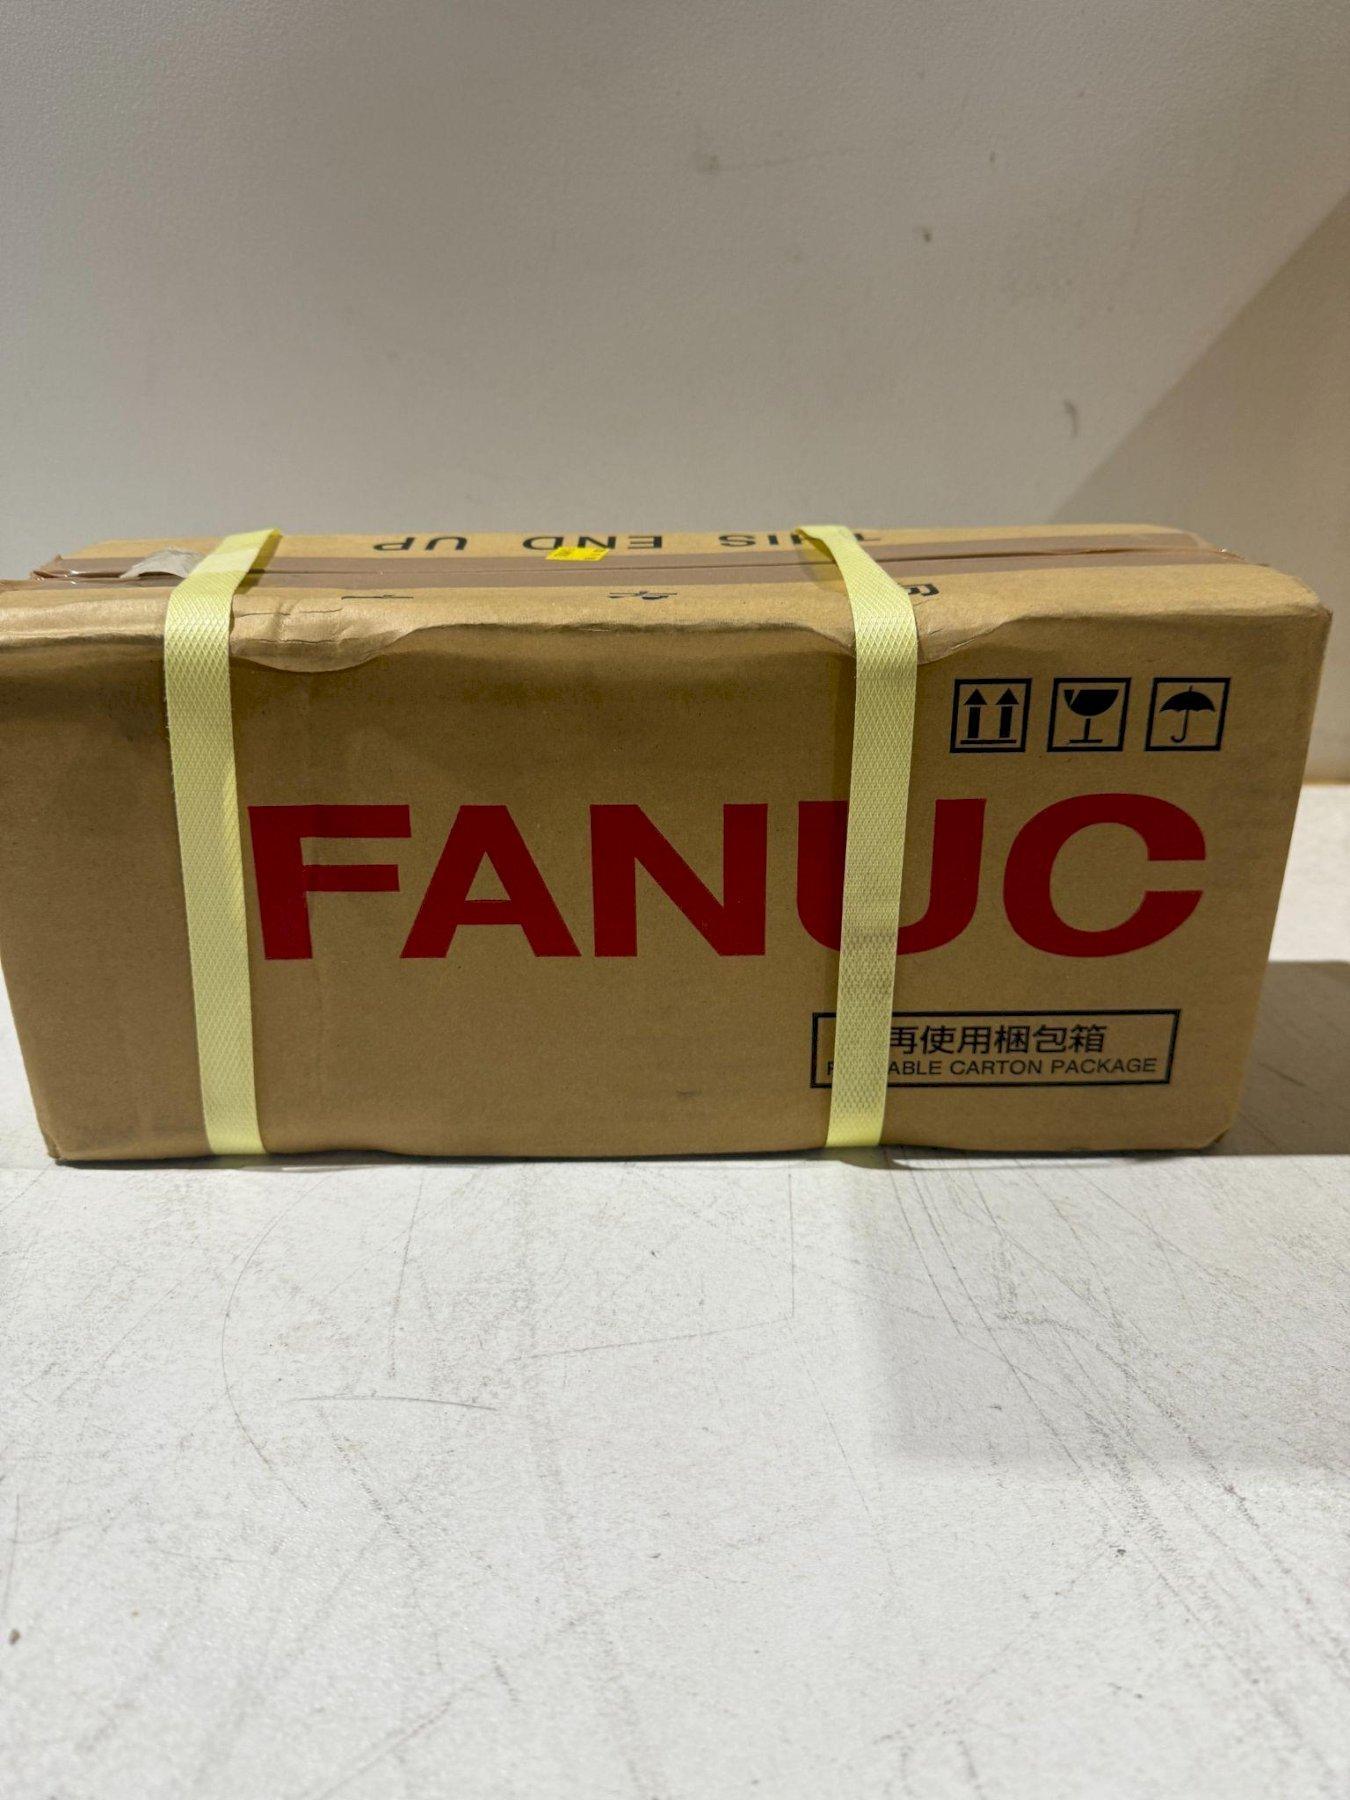 THIS END UP
FANUC
再使用梱包箱
ABLE CARTON PACKAGE